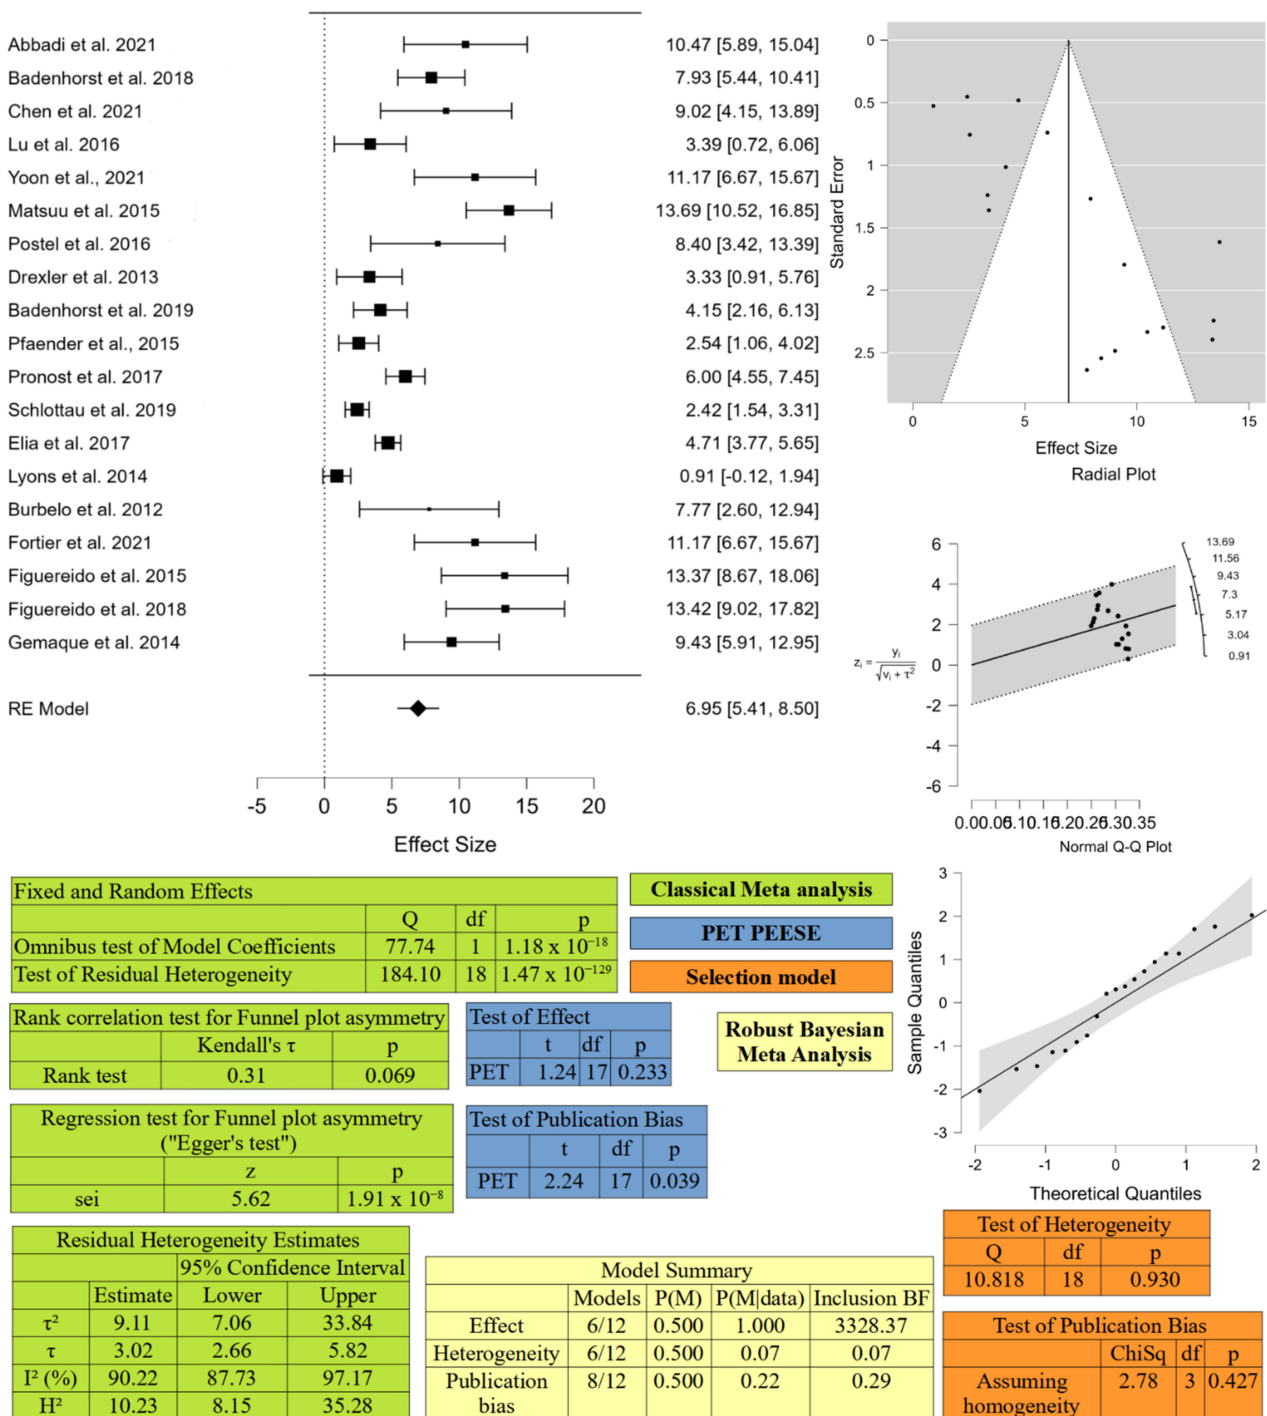 Abbadi et al. 2021 10.47 [5.89, 15.04]
Badenhorst et al. 2018 7.93 [5.44, 10.41]
Chen et al. 2021 9.02 [4.15, 13.89]
Lu et al. 2016 3.39 [0.72, 6.06]
Yoon et al., 2021 11.17 [6.67, 15.67]
Matsuu et al. 2015 13.69 [10.52, 16.85]
Postel et al. 2016 8.40 [3.42, 13.39]
Drexler et al. 2013 3.33 [0.91, 5.76]
Badenhorst et al. 2019 4.15 [2.16, 6.13]
Pfaender et al., 2015 2.54 [1.06, 4.02]
Pronost et al. 2017 6.00 [4.55, 7.45]
Schlottau et al. 2019 2.42 [1.54, 3.31]
Elia et al. 2017 4.71 [3.77, 5.65]
Lyons et al. 2014 0.91 [-0.12, 1.94]
Burbelo et al. 2012 7.77 [2.60, 12.94]
Fortier et al. 2021 11.17 [6.67, 15.67]
Figuereido et al. 2015 13.37 [8.67, 18.06]
Figuereido et al. 2018 13.42 [9.02, 17.82]
Gemaque et al. 2014 9.43 [5.91, 12.95]
RE Model 6.95 [5.41, 8.50]
-5 0 5 10 15 20
Effect Size
0
0.5
1
1.5
2
2.5
Standard Error
0 5 10 15
Effect Size
Radial Plot
6
4
2
0
-2
-4
-6
zᵢ = yᵢ / √vᵢ + τ²
13.69
11.56
9.43
7.3
5.17
3.04
0.91
Normal Q-Q Plot
3
2
1
0
-1
-2
-3
Sample Quantiles
-2 -1 0 1 2
Theoretical Quantiles
Fixed and Random Effects
Q df p
Omnibus test of Model Coefficients 77.74 1 1.18 x 10⁻¹⁸
Test of Residual Heterogeneity 184.10 18 1.47 x 10⁻¹²⁹
Classical Meta analysis
PET PEESE
Selection model
Robust Bayesian
Meta Analysis
Rank correlation test for Funnel plot asymmetry
Kendall's τ p
Rank test 0.31 0.069
Test of Effect
t df p
PET 1.24 17 0.233
Regression test for Funnel plot asymmetry
("Egger's test")
z p
sei 5.62 1.91 x 10⁻⁸
Test of Publication Bias
t df p
PET 2.24 17 0.039
Residual Heterogeneity Estimates
95% Confidence Interval
Estimate Lower Upper
τ² 9.11 7.06 33.84
τ 3.02 2.66 5.82
I² (%) 90.22 87.73 97.17
H² 10.23 8.15 35.28
Model Summary
Models P(M) P(M|data) Inclusion BF
Effect 6/12 0.500 1.000 3328.37
Heterogeneity 6/12 0.500 0.07 0.07
Publication
bias 8/12 0.500 0.22 0.29
Test of Heterogeneity
Q df p
10.818 18 0.930
Test of Publication Bias
ChiSq df p
Assuming
homogeneity 2.78 3 0.427